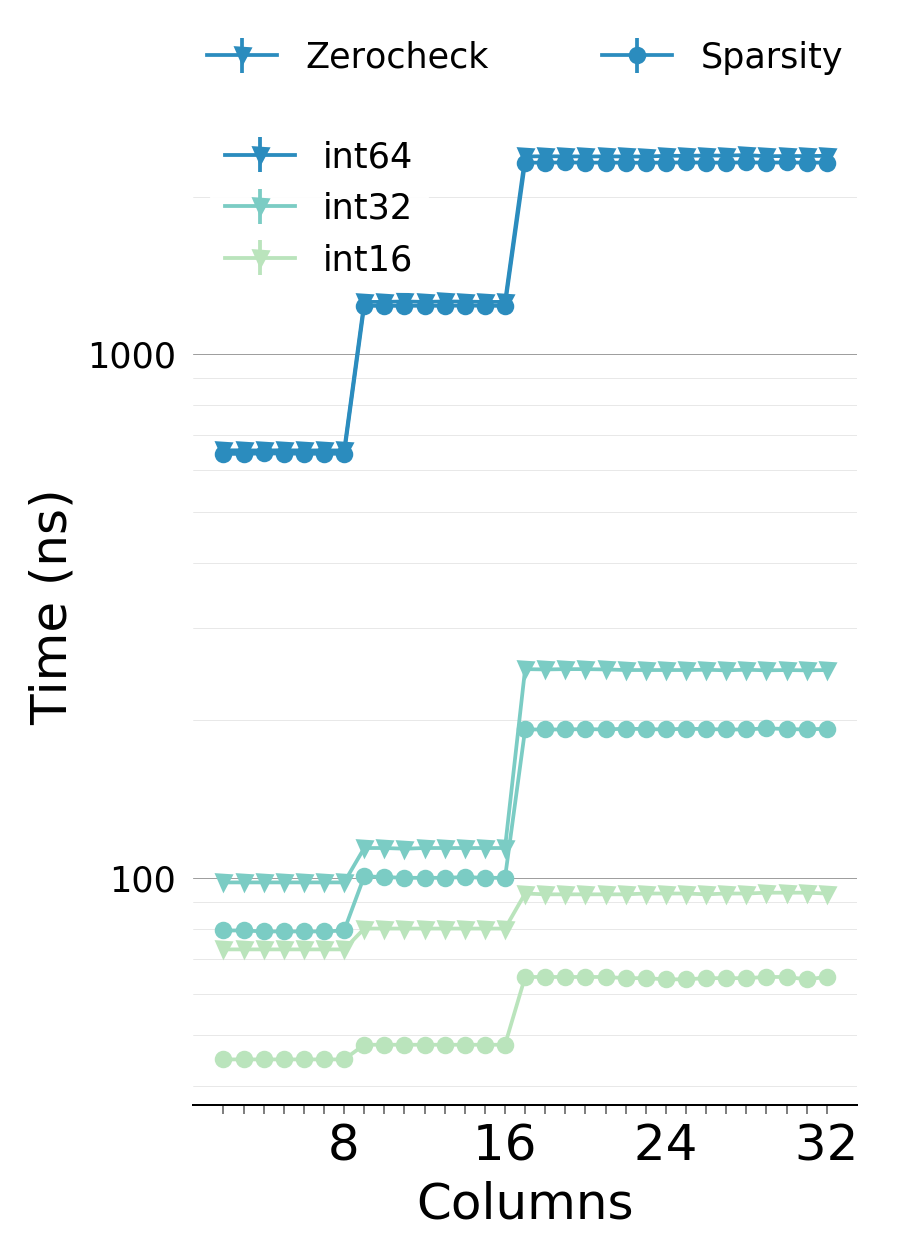 Zerocheck Sparsity
int64
int32
int16
1000
100
Time (ns)
8 16 24 32
Columns